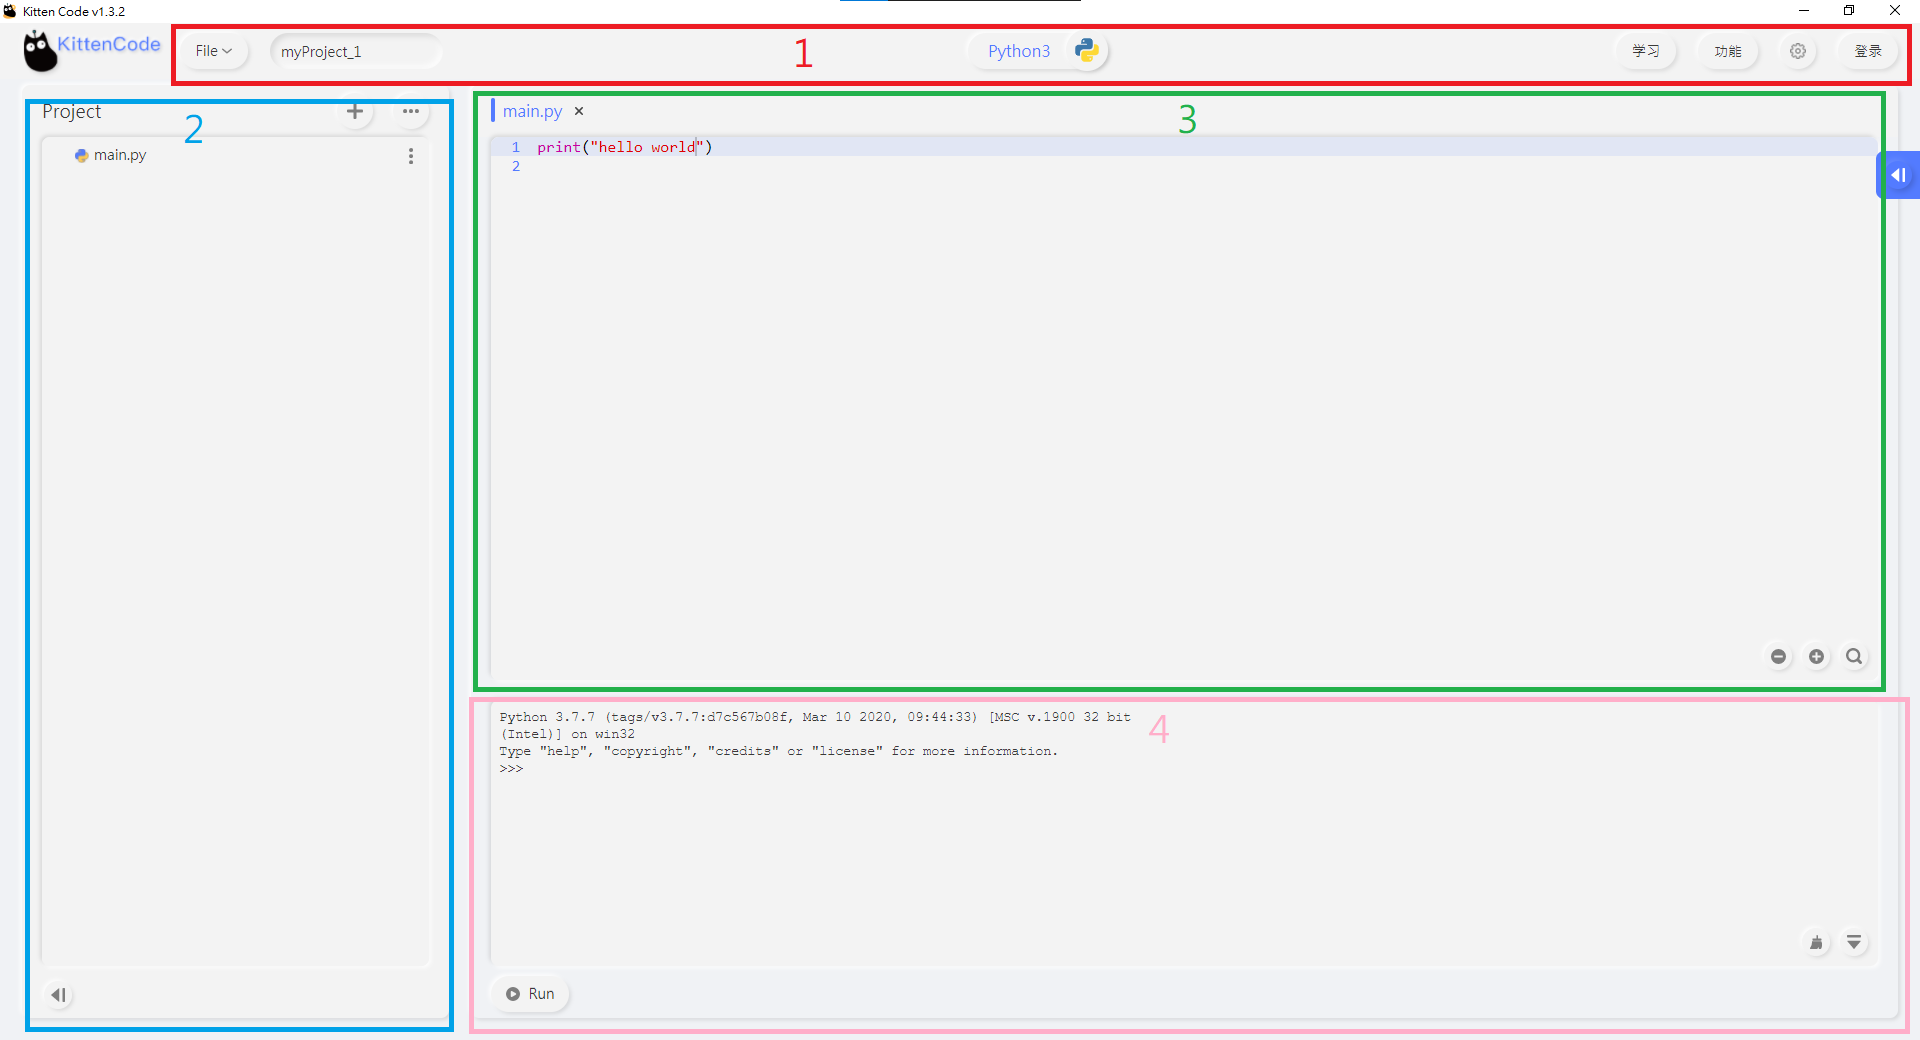 Kitten Code v1.3.2
KittenCode
File
myProject_1
1
Python3
学习
功能
登录
Project
2
main.py
main.py
3
1 print("hello world")
2
Python 3.7.7 (tags/v3.7.7:d7c567b08f, Mar 10 2020, 09:44:33) [MSC v.1900 32 bit
(Intel)] on win32
Type "help", "copyright", "credits" or "license" for more information.
>>>
4
Run